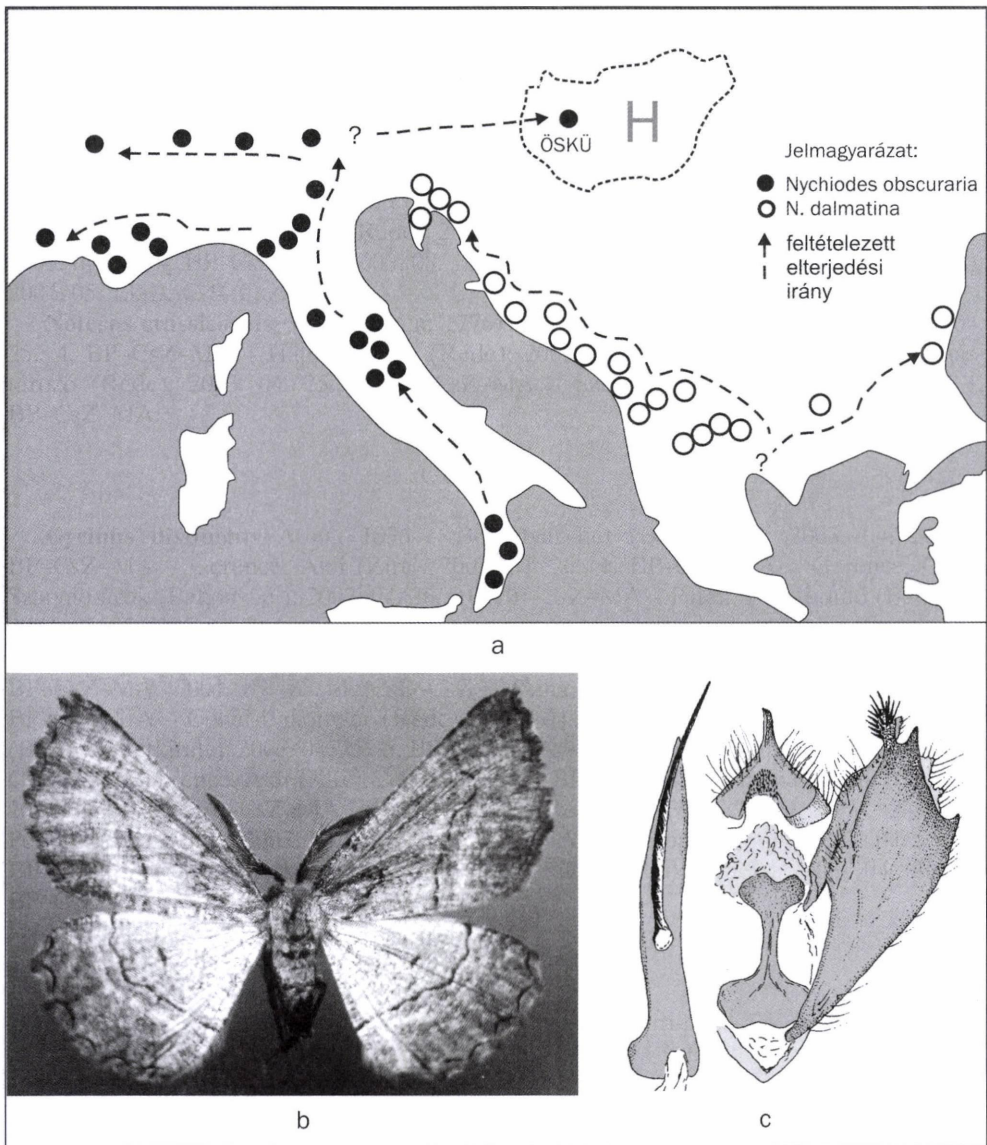 ?
ÖSKÜ
H
Jelmagyarázat:
Nychiodes obscuraria
N. dalmatina
feltételezett
elterjedési
irány
?
a
b
c